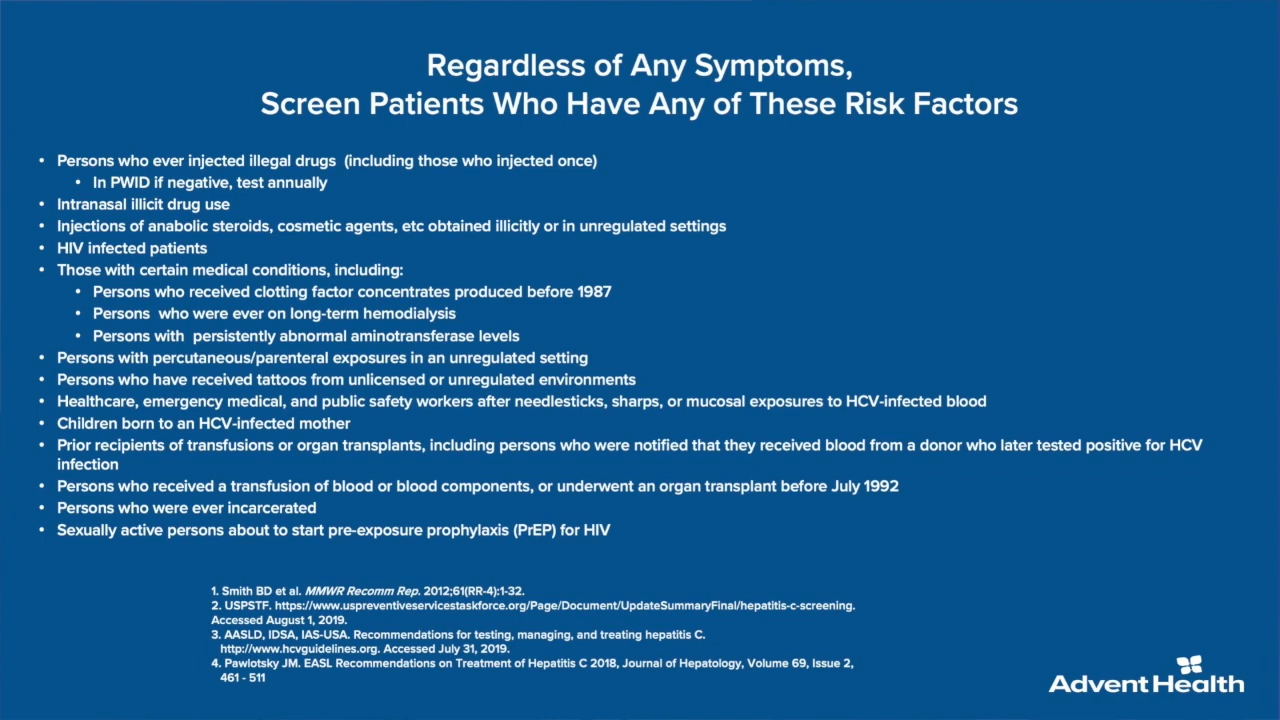 Regardless of Any Symptoms,
Screen Patients Who Have Any of These Risk Factors
• Persons who ever injected illegal drugs (including those who injected once)
• In PWID if negative, test annually
• Intranasal illicit drug use
• Injections of anabolic steroids, cosmetic agents, etc obtained illicitly or in unregulated settings
• HIV infected patients
• Those with certain medical conditions, including:
• Persons who received clotting factor concentrates produced before 1987
• Persons who were ever on long-term hemodialysis
• Persons with persistently abnormal aminotransferase levels
• Persons with percutaneous/parenteral exposures in an unregulated setting
• Persons who have received tattoos from unlicensed or unregulated environments
• Healthcare, emergency medical, and public safety workers after needlesticks, sharps, or mucosal exposures to HCV-infected blood
• Children born to an HCV-infected mother
• Prior recipients of transfusions or organ transplants, including persons who were notified that they received blood from a donor who later tested positive for HCV
infection
• Persons who received a transfusion of blood or blood components, or underwent an organ transplant before July 1992
• Persons who were ever incarcerated
• Sexually active persons about to start pre-exposure prophylaxis (PrEP) for HIV
1. Smith BD et al. MMWR Recomm Rep. 2012;61(RR-4):1-32.
2. USPSTF. https://www.uspreventiveservicestaskforce.org/Page/Document/UpdateSummaryFinal/hepatitis-c-screening.
Accessed August 1, 2019.
3. AASLD, IDSA, IAS-USA. Recommendations for testing, managing, and treating hepatitis C.
http://www.hcvguidelines.org. Accessed July 31, 2019.
4. Pawlotsky JM. EASL Recommendations on Treatment of Hepatitis C 2018, Journal of Hepatology, Volume 69, Issue 2,
461 - 511
Advent Health